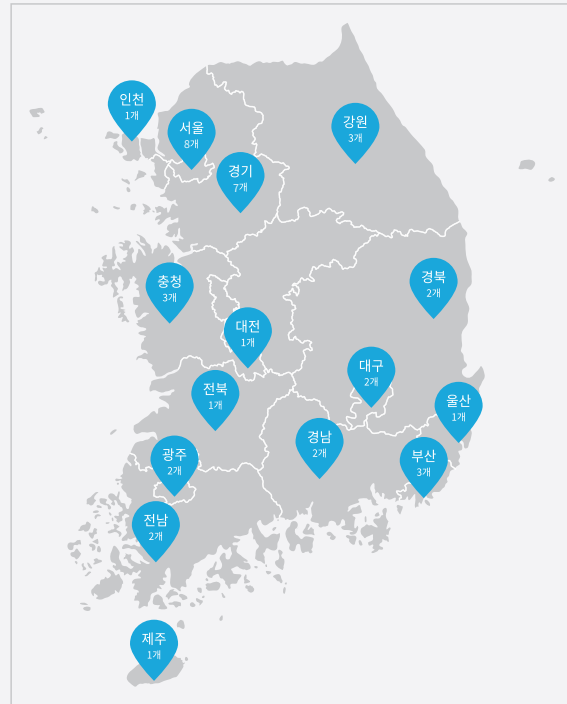 인천
1개
서울
8개
강원
3개
경기
7개
충청
3개
경북
2개
대전
1개
대구
2개
전북
1개
울산
1개
경남
2개
광주
2개
부산
3개
전남
2개
제주
1개